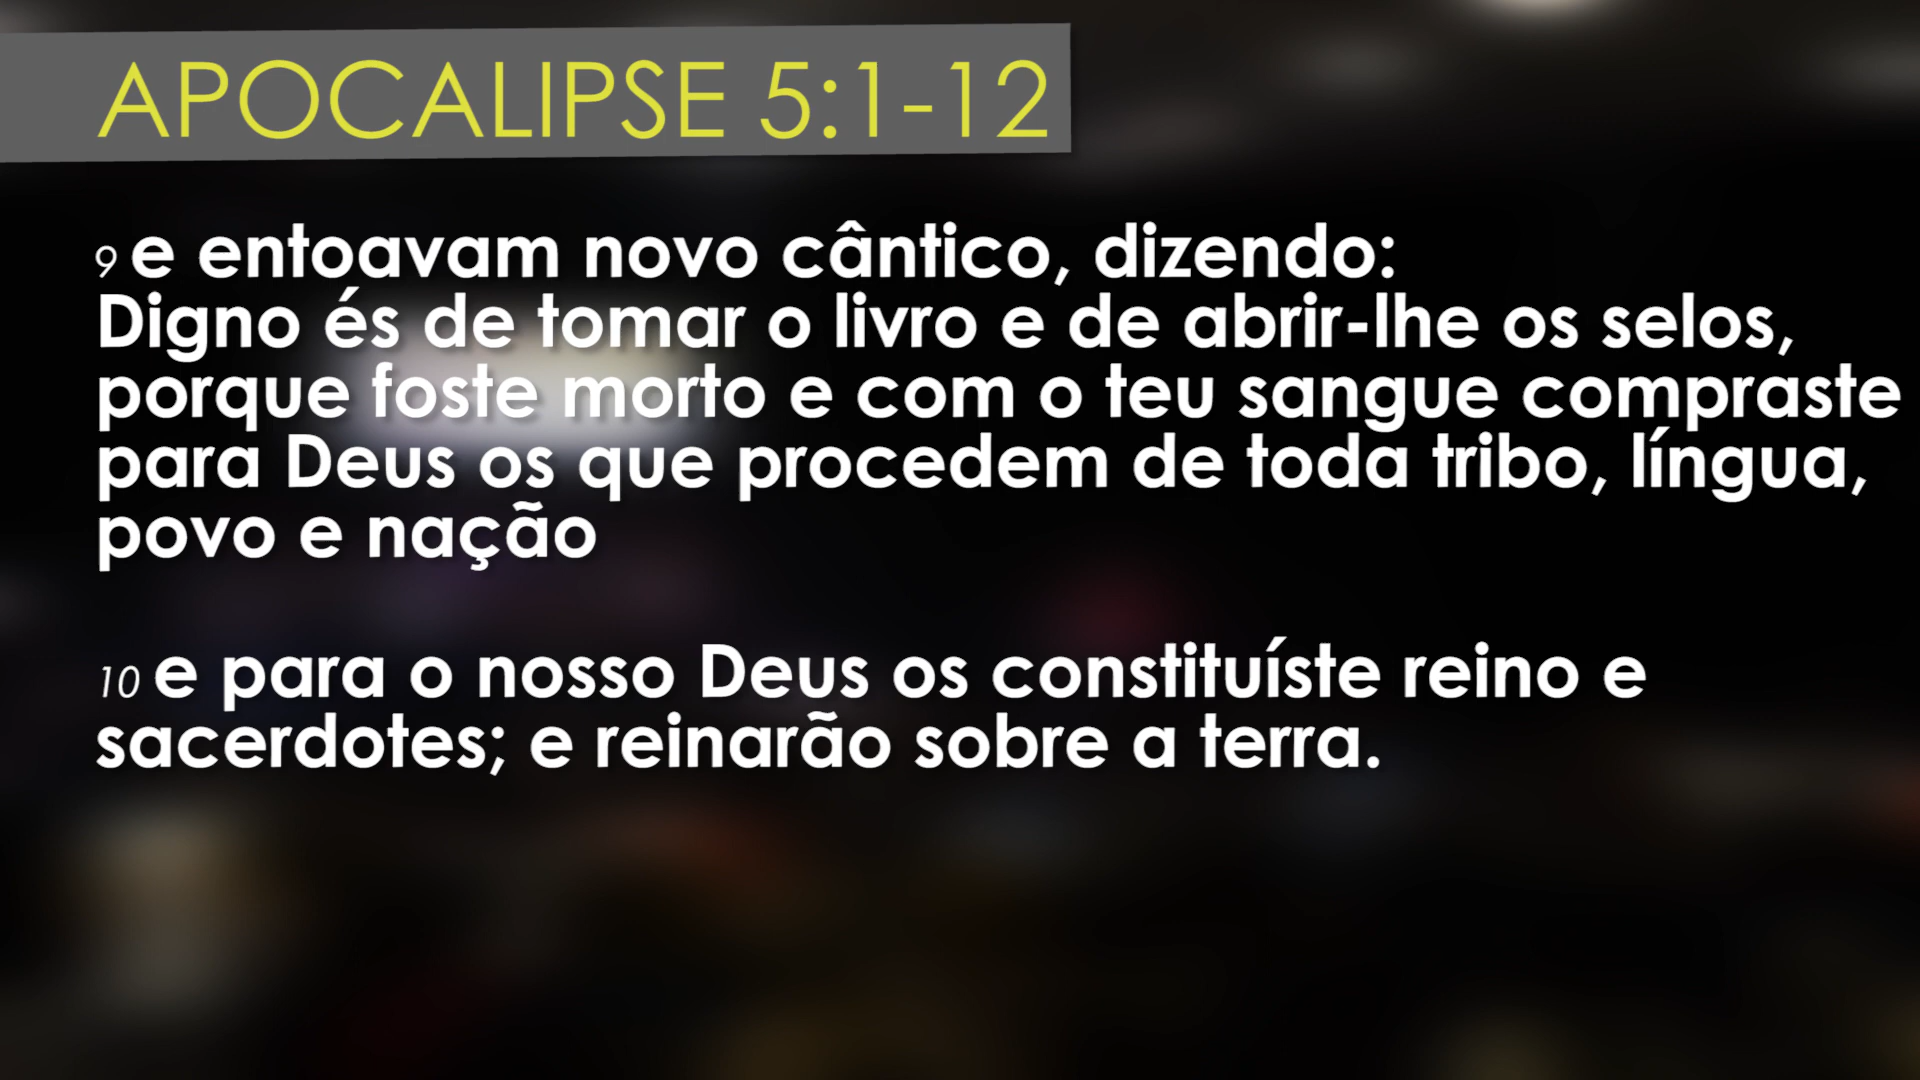 APOCALIPSE 5:1-12
9 e entoavam novo cântico, dizendo:
Digno és de tomar o livro e de abrir-lhe os selos,
porque foste morto e com o teu sangue compraste
para Deus os que procedem de toda tribo, língua,
povo e nação
10 e para o nosso Deus os constituíste reino e
sacerdotes; e reinarão sobre a terra.